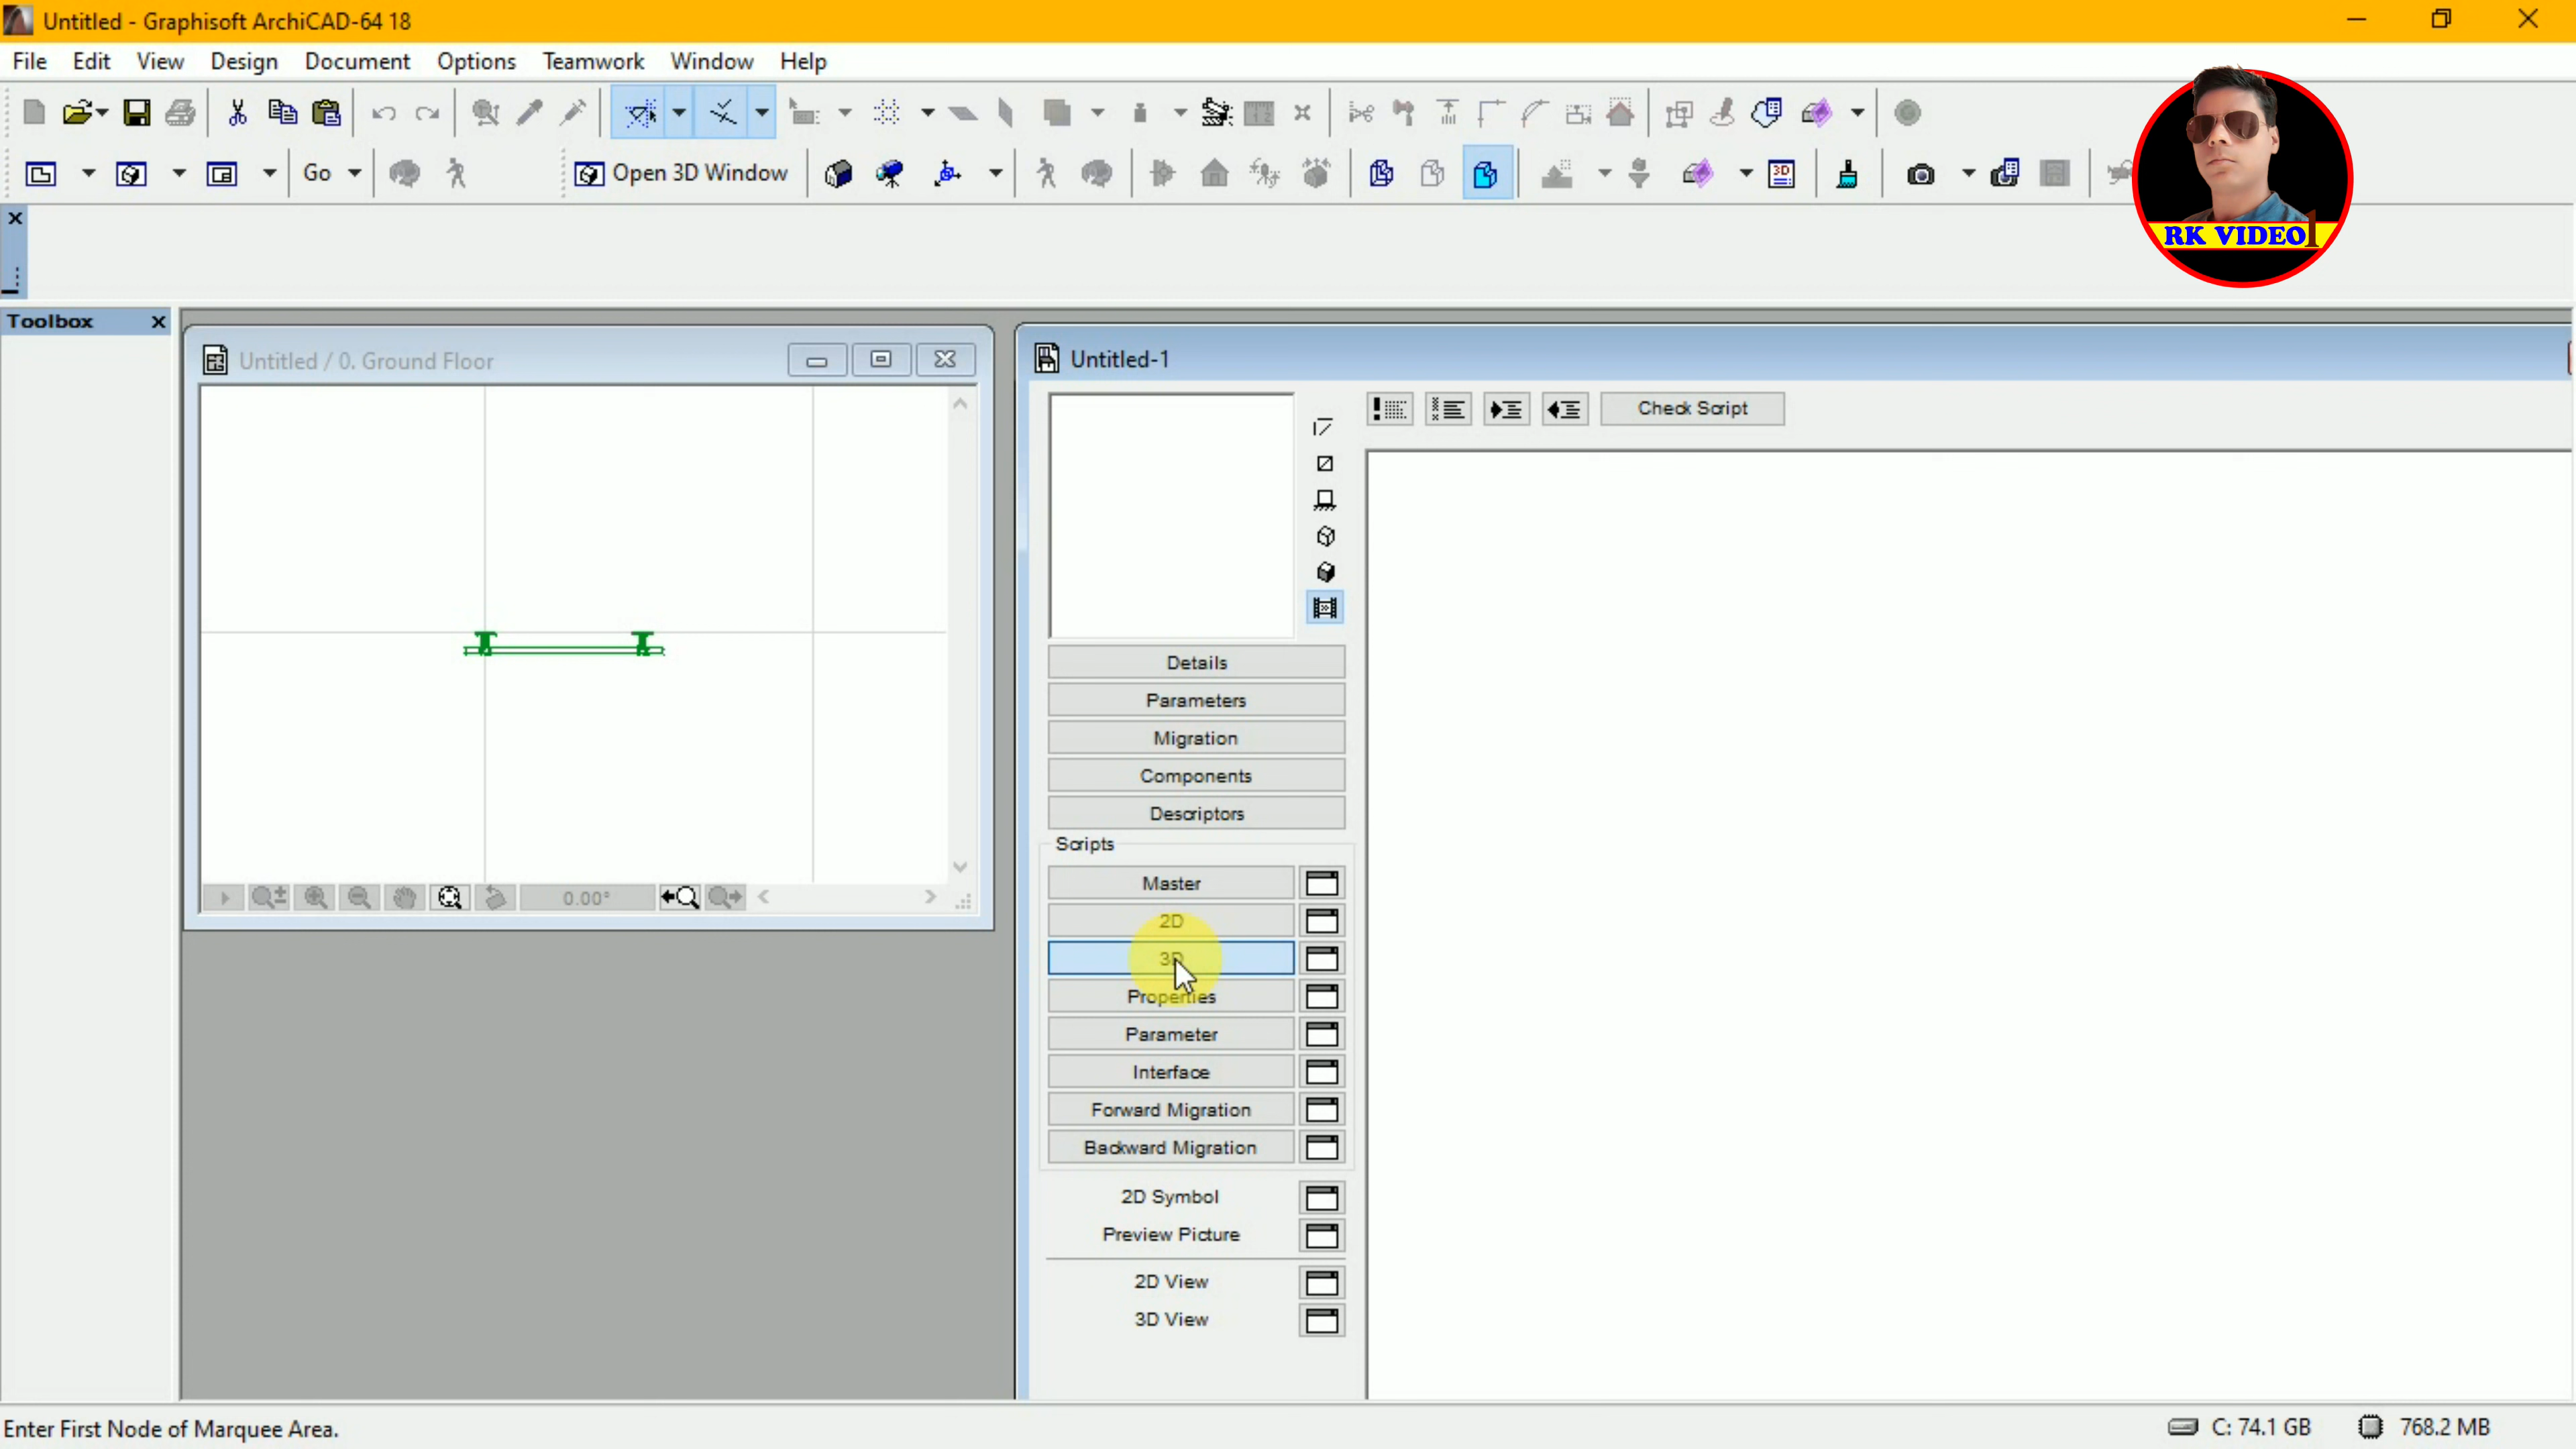 Untitled - Graphisoft ArchiCAD-64 18
File Edit View Design Document Options Teamwork Window Help
Go Open 3D Window 3D
RK VIDEO1
Toolbox
Untitled / 0. Ground Floor
Untitled-1
Check Script
Details
Parameters
Migration
Components
Descriptors
Scripts
Master
2D
3D
Properties
Parameter
Interface
Forward Migration
Backward Migration
2D Symbol
Preview Picture
2D View
3D View
0.00°
Enter First Node of Marquee Area.
C: 74.1 GB 768.2 MB